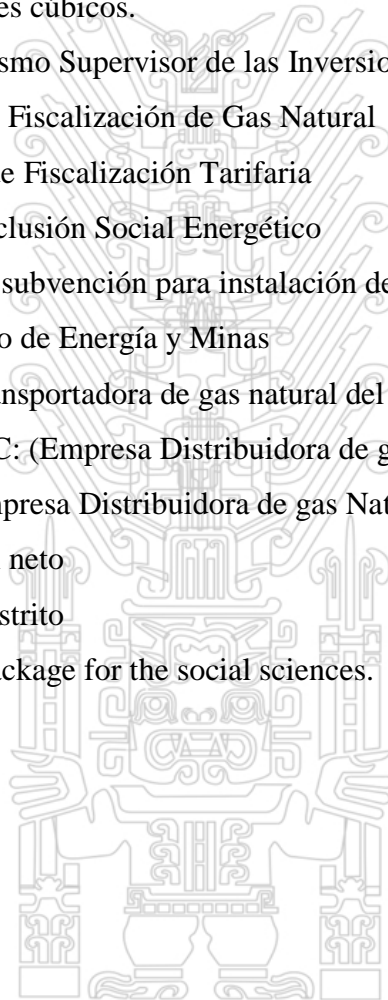 es cúbicos.
smo Supervisor de las Inversio
Fiscalización de Gas Natural
e Fiscalización Tarifaria
clusión Social Energético
subvención para instalación de
o de Energía y Minas
nsportadora de gas natural del
C: (Empresa Distribuidora de g
npresa Distribuidora de gas Nat
neto
strito
ackage for the social sciences.